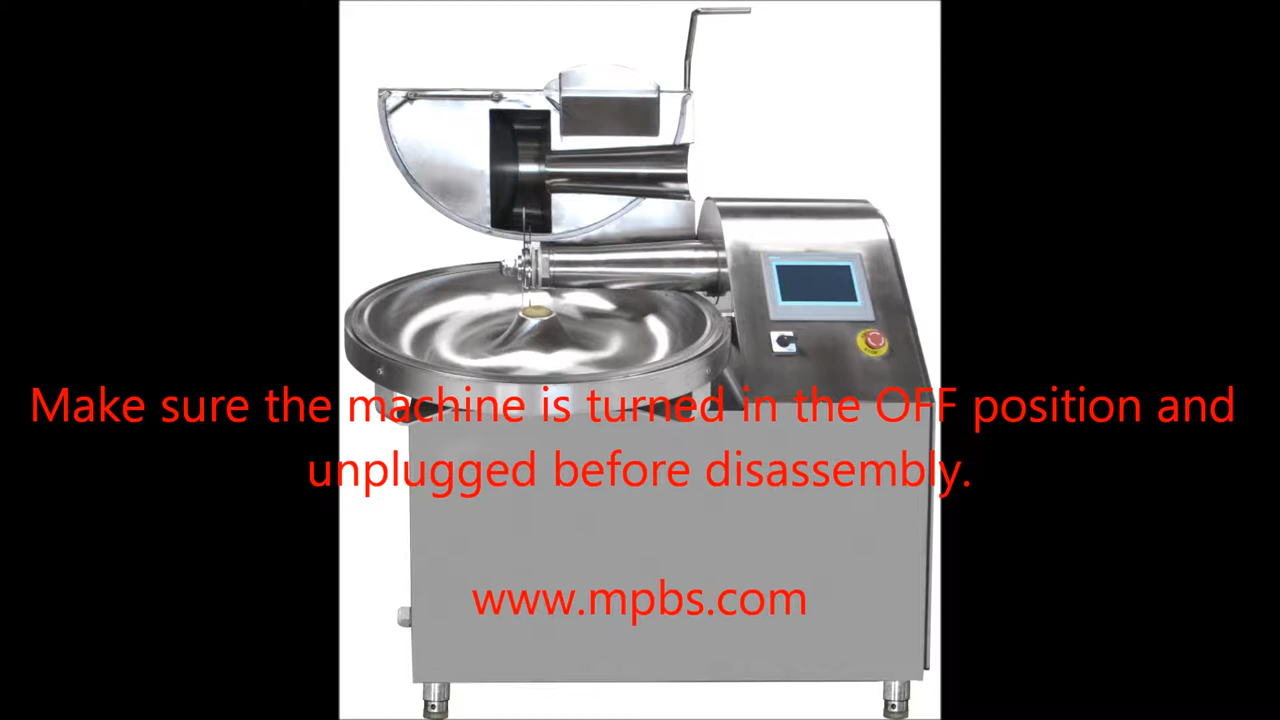 Make sure the machine is turned in the OFF position and
unplugged before disassembly.
www.mpbs.com